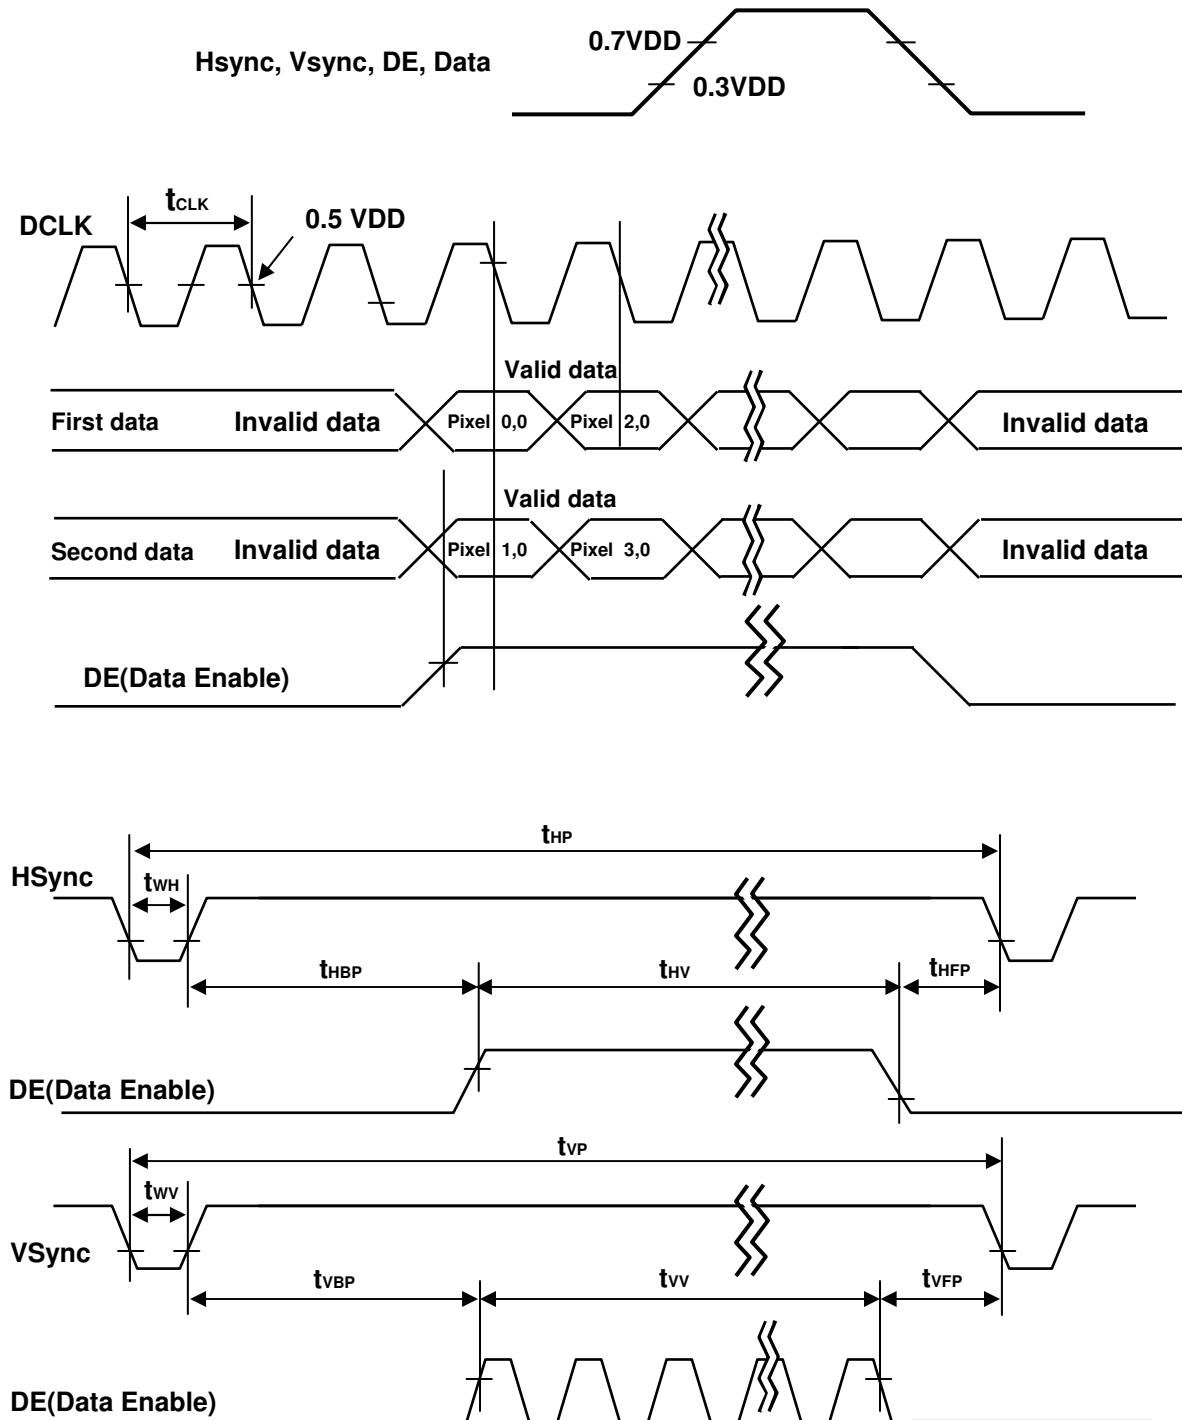 0.7VDD
Hsync, Vsync, DE, Data
0.3VDD
tCLK
DCLK
0.5 VDD
Valid data
First data Invalid data Pixel 0,0 Pixel 2,0 Invalid data
Valid data
Second data Invalid data Pixel 1,0 Pixel 3,0 Invalid data
DE(Data Enable)
tHP
HSync
tWH
tHBP tHV tHFP
DE(Data Enable)
tVP
tWV
VSync
tVBP tVV tVFP
DE(Data Enable)